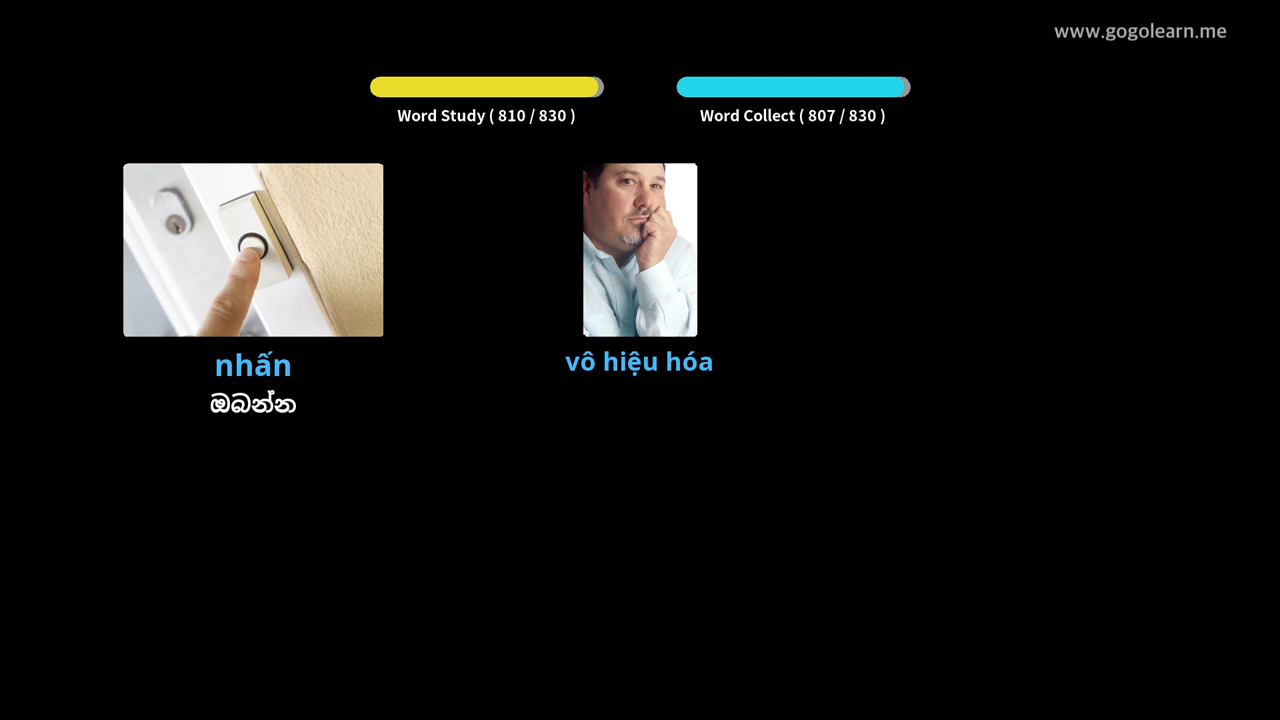 www.gogolearn.me
Word Study ( 810 / 830 )
Word Collect ( 807 / 830 )
nhấn
ඔබන්න
vô hiệu hóa